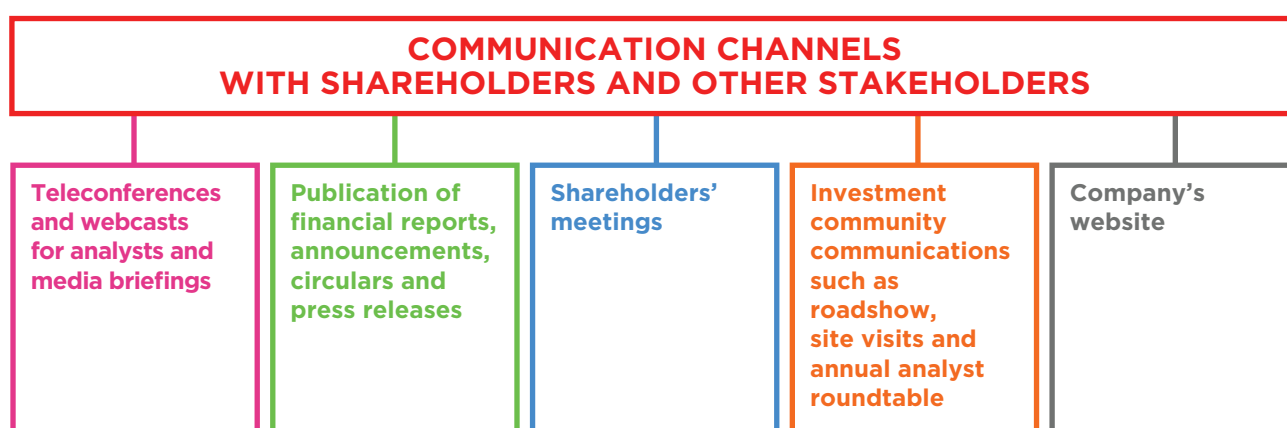 COMMUNICATION CHANNELS
WITH SHAREHOLDERS AND OTHER STAKEHOLDERS
Teleconferences
and webcasts
for analysts and
media briefings
Publication of
financial reports,
announcements,
circulars and
press releases
Shareholders’
meetings
Investment
community
communications
such as
roadshow,
site visits and
annual analyst
roundtable
Company’s
website